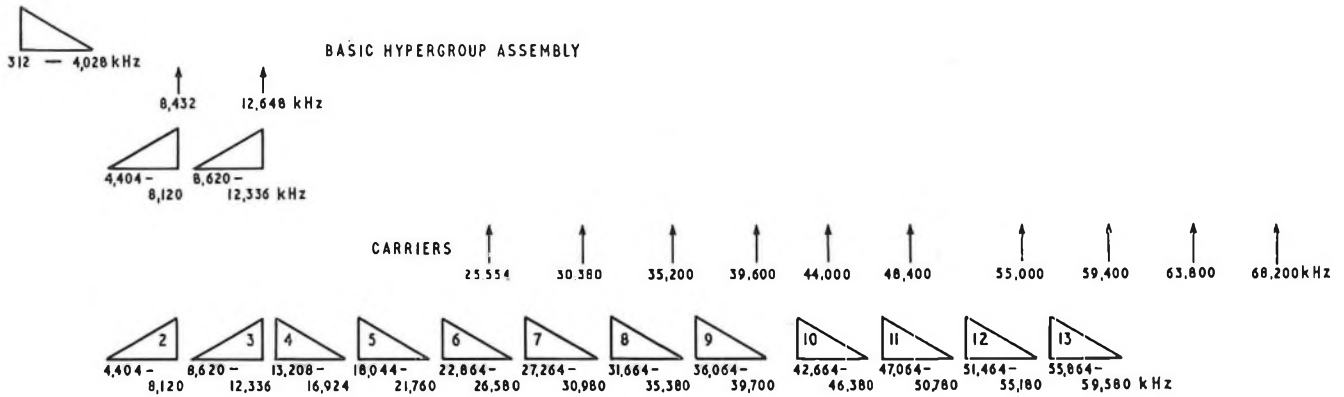 BASIC HYPERGROUP ASSEMBLY
312 — 4,028 kHz
8,432 12,648 kHz
4,404- 8,620-
8,120 12,336 kHz
CARRIERS
25.554 30.380 35,200 39,600 44,000 48,400 55,000 59,400 63,800 68,200kHz
2 3 4 5 6 7 8 9 10 11 12 13
4,404- 8,620- 13,208- 18,044- 22,864- 27,264- 31,664- 36,064- 42,664- 47,064- 51,464- 55,864-
8,120 12,336 16,924 21,760 26,580 30,980 35,380 39,700 46,380 50,780 55,180 59,580 kHz